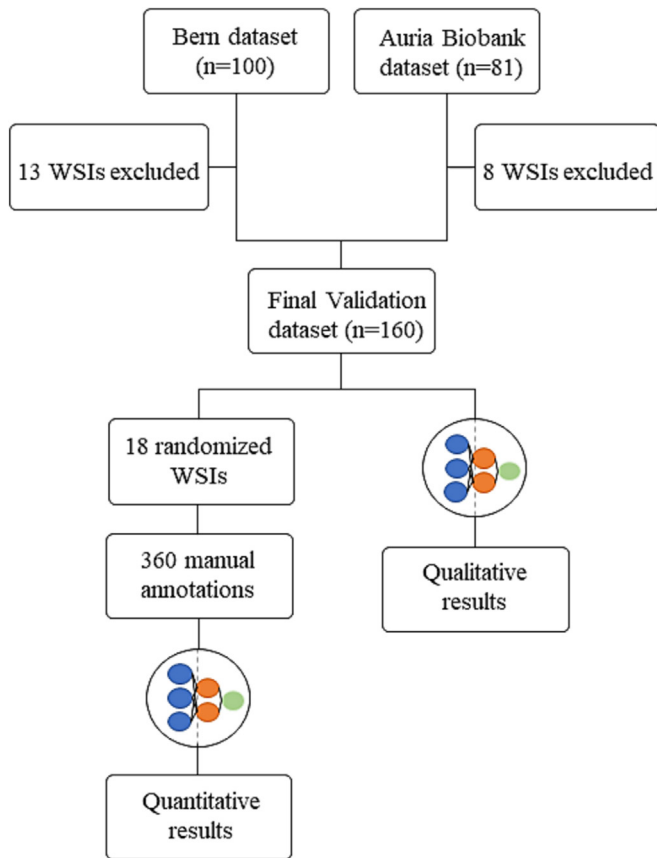 Bern dataset
(n=100)
Auria Biobank
dataset (n=81)
13 WSIs excluded
8 WSIs excluded
Final Validation
dataset (n=160)
18 randomized
WSIs
360 manual
annotations
Qualitative
results
Quantitative
results